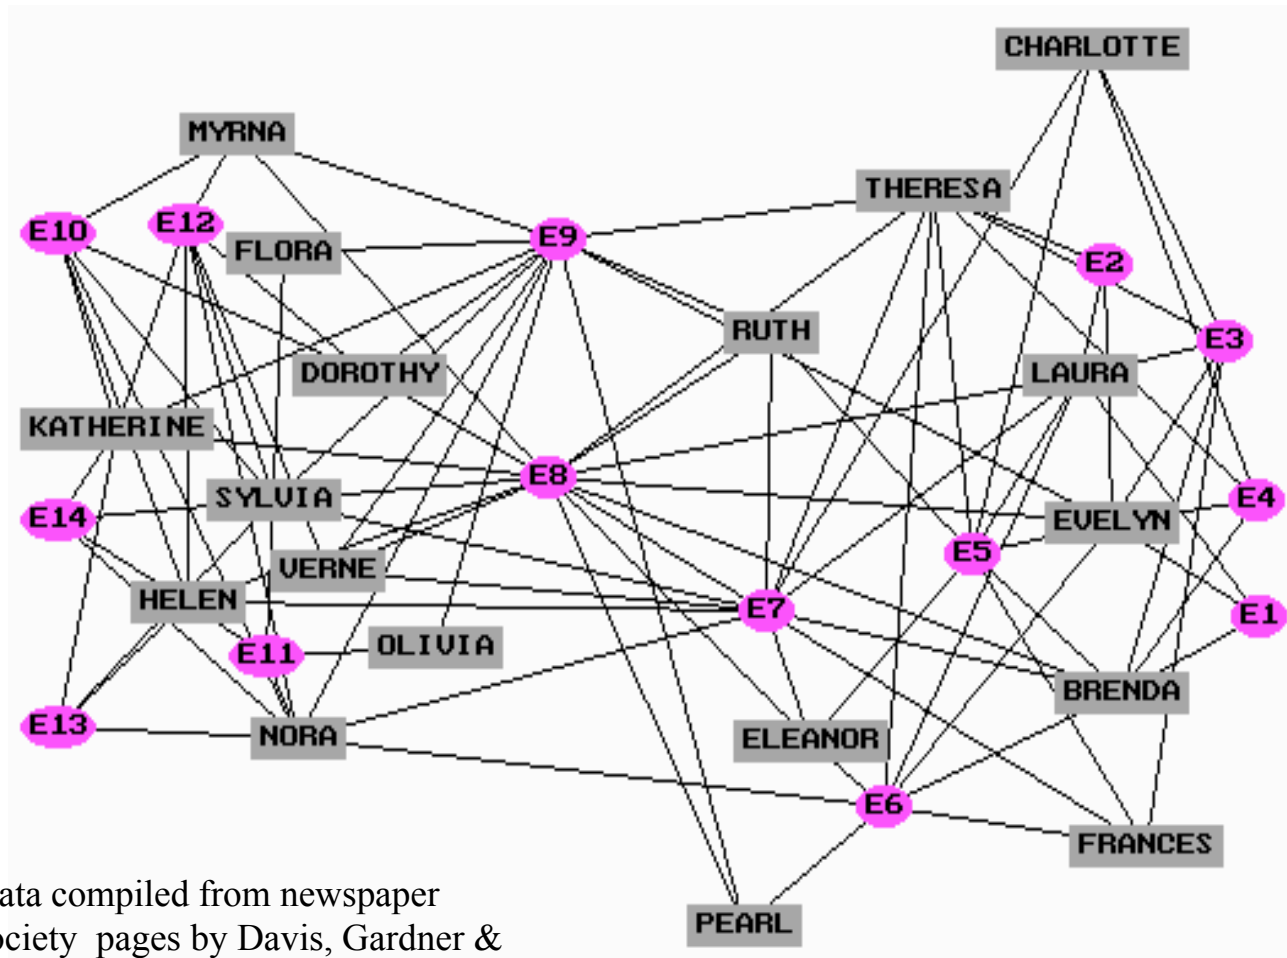 CHARLOTTE
MYRNA
THERESA
E10
E12
FLORA
E9
E2
RUTH
E3
DOROTHY
LAURA
KATHERINE
E8
SYLVIA
E14
E4
EVELYN
E5
VERNE
HELEN
E7
E1
E11
OLIVIA
BRENDA
E13
NORA
ELEANOR
E6
FRANCES
ata compiled from newspaper
PEARL
ociety pages by Davis, Gardner &